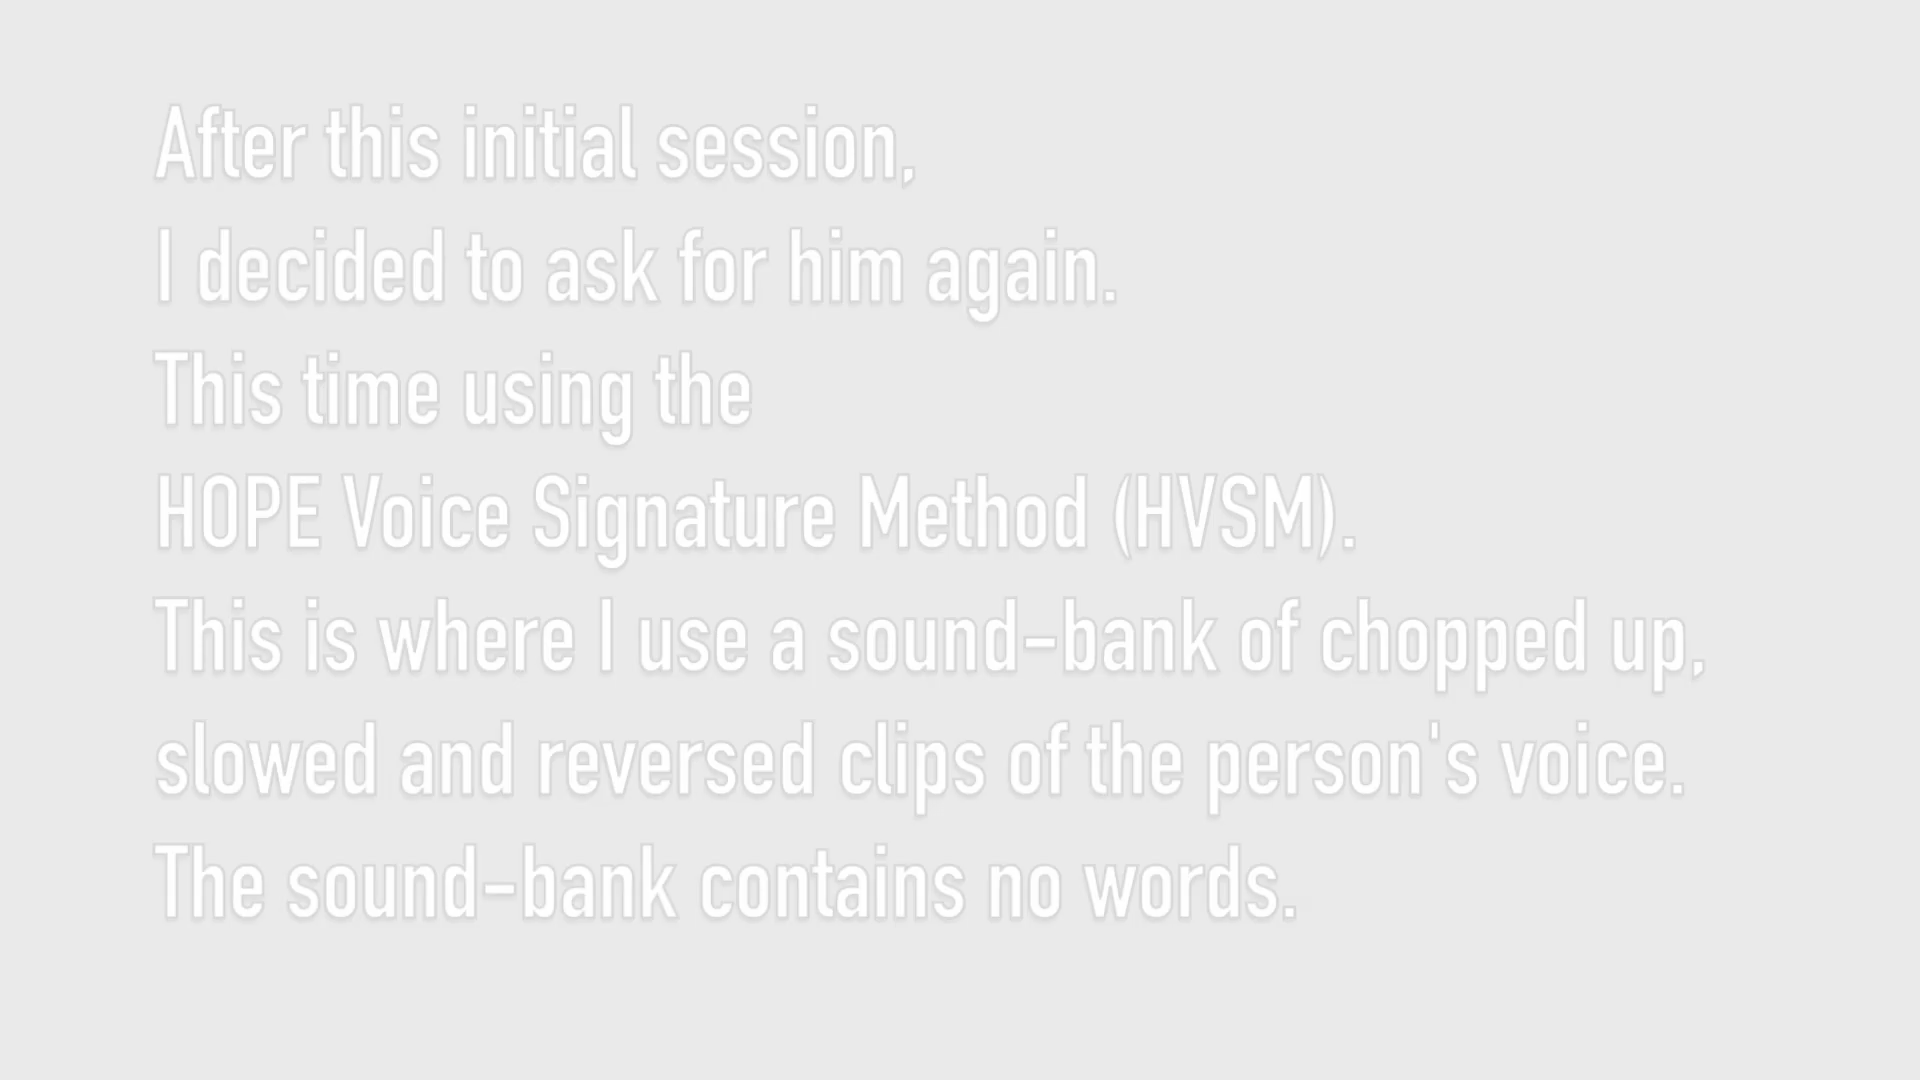 After this initial session,
I decided to ask for him again.
This time using the
HOPE Voice Signature Method (HVSM).
This is where I use a sound-bank of chopped up,
slowed and reversed clips of the person's voice.
The sound-bank contains no words.